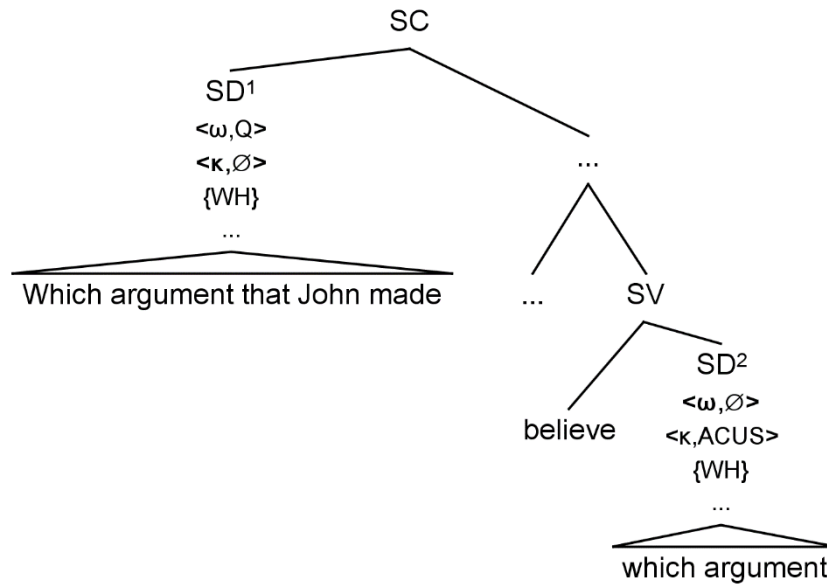 SC
SD¹
<ω,Q>
<κ,∅>
{WH}
...
Which argument that John made
...
...
SV
believe
SD²
<ω,∅>
<κ,ACUS>
{WH}
...
which argument